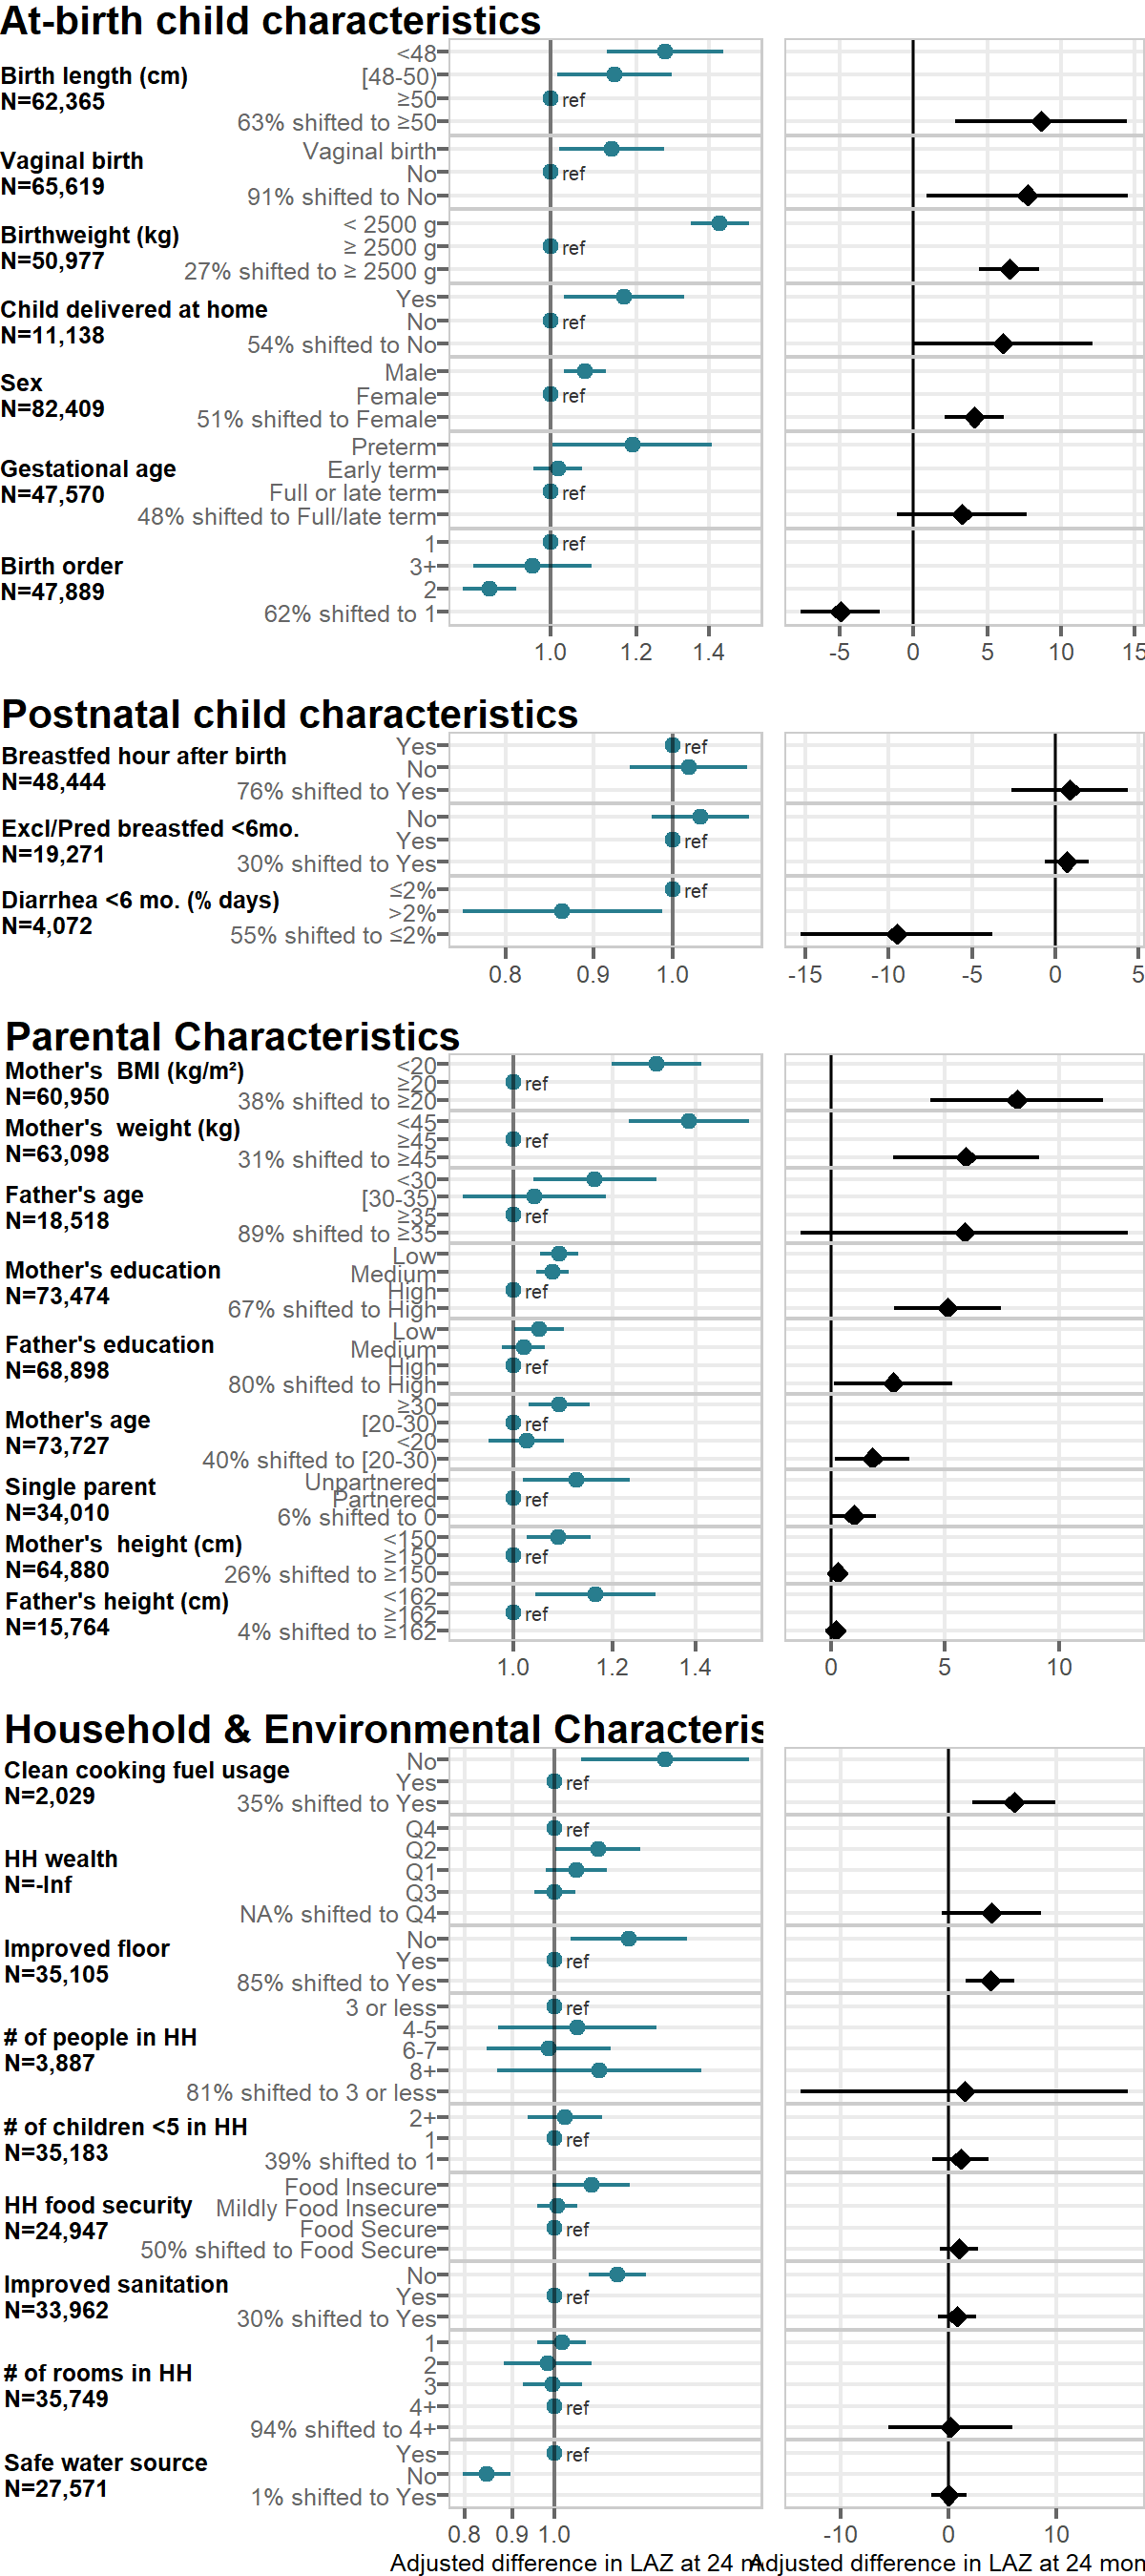 At-birth child characteristics
Birth length (cm)
N=62,365
<48
[48-50)
≥50
63% shifted to ≥50
ref
Vaginal birth
N=65,619
Vaginal birth
No
91% shifted to No
ref
Birthweight (kg)
N=50,977
< 2500 g
≥ 2500 g
27% shifted to ≥ 2500 g
ref
Child delivered at home
N=11,138
Yes
No
54% shifted to No
ref
Sex
N=82,409
Male
Female
51% shifted to Female
ref
Gestational age
N=47,570
Preterm
Early term
Full or late term
48% shifted to Full/late term
ref
Birth order
N=47,889
1
3+
2
62% shifted to 1
ref
1.0 1.2 1.4
-5 0 5 10 15
Postnatal child characteristics
Breastfed hour after birth
N=48,444
Yes
No
76% shifted to Yes
ref
Excl/Pred breastfed <6mo.
N=19,271
No
Yes
30% shifted to Yes
ref
Diarrhea <6 mo. (% days)
N=4,072
≤2%
>2%
55% shifted to ≤2%
ref
0.8 0.9 1.0
-15 -10 -5 0 5
Parental Characteristics
Mother's  BMI (kg/m²)
N=60,950
<20
≥20
38% shifted to ≥20
ref
Mother's  weight (kg)
N=63,098
<45
≥45
31% shifted to ≥45
ref
Father's age
N=18,518
<30
[30-35)
≥35
89% shifted to ≥35
ref
Mother's education
N=73,474
Low
Medium
High
67% shifted to High
ref
Father's education
N=68,898
Low
Medium
High
80% shifted to High
ref
Mother's age
N=73,727
≥30
[20-30)
<20
40% shifted to [20-30)
ref
Single parent
N=34,010
Unpartnered
Partnered
6% shifted to 0
ref
Mother's  height (cm)
N=64,880
<150
≥150
26% shifted to ≥150
ref
Father's height (cm)
N=15,764
<162
≥162
4% shifted to ≥162
ref
1.0 1.2 1.4
0 5 10
Household & Environmental Characteris
Clean cooking fuel usage
N=2,029
No
Yes
35% shifted to Yes
ref
HH wealth
N=-Inf
Q4
Q2
Q1
Q3
NA% shifted to Q4
ref
Improved floor
N=35,105
No
Yes
85% shifted to Yes
ref
# of people in HH
N=3,887
3 or less
4-5
6-7
8+
81% shifted to 3 or less
ref
# of children <5 in HH
N=35,183
2+
1
39% shifted to 1
ref
HH food security
N=24,947
Food Insecure
Mildly Food Insecure
Food Secure
50% shifted to Food Secure
ref
Improved sanitation
N=33,962
No
Yes
30% shifted to Yes
ref
# of rooms in HH
N=35,749
1
2
3
4+
94% shifted to 4+
ref
Safe water source
N=27,571
Yes
No
1% shifted to Yes
ref
0.8 0.9 1.0
-10 0 10
Adjusted difference in LAZ at 24 m
Adjusted difference in LAZ at 24 mon